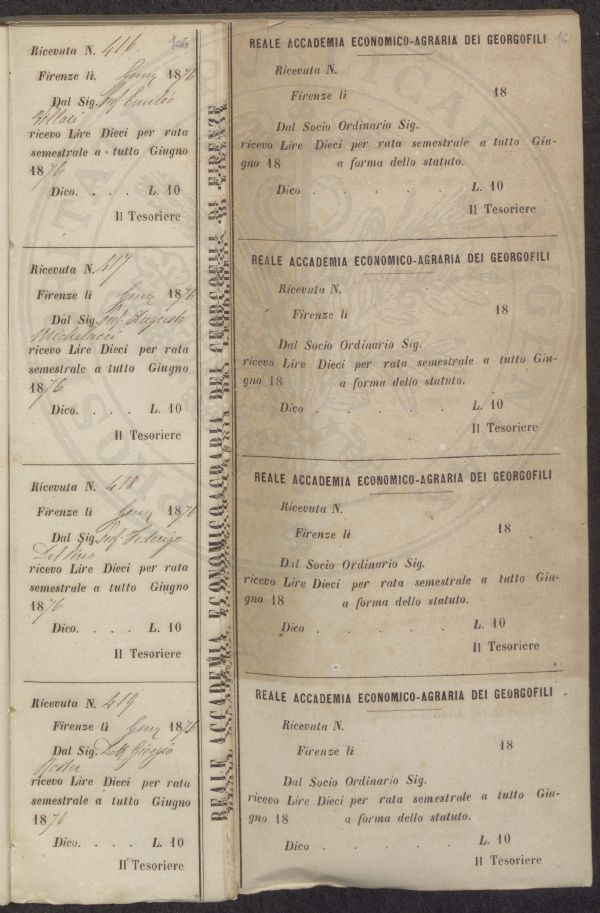 106
Ricevuta N. 416.
Firenze li, Genn 1876
Dal Sig. Prof Emilio
Villari
ricevo Lire Dieci per rata
semestrale a tutto Giugno
1876
Dico. . . . L. 10
Il Tesoriere
Ricevuta N. 417
Firenze li Genn 1876
Dal Sig. Prof Augusto
Michelacci
ricevo Lire Dieci per rata
semestrale a tutto Giugno
1876
Dico. . . . L. 10
Il Tesoriere
Ricevuta N. 418
Firenze li Genn 1876
Dal Sig. Prof. Federigo
Delpino
ricevo Lire Dieci per rata
semestrale a tutto Giugno
1876
Dico. . . . L. 10
Il Tesoriere
Ricevuta N. 419
Firenze li Genn 1876
Dal Sig. Dott Giorgio
Roster
ricevo Lire Dieci per rata
semestrale a tutto Giugno
1876
Dico. . . . L. 10
Il Tesoriere
REALE ACCADEMIA ECONOMICO AGRARIA DEI GEORGOFILI DI FIRENZE
REALE ACCADEMIA ECONOMICO-AGRARIA DEI GEORGOFILI
Ricevuta N.
Firenze li 18
Dal Socio Ordinario Sig.
ricevo Lire Dieci per rata semestrale a tutto Giu-
gno 18 a forma dello statuto.
Dico . . . . . L. 10
Il Tesoriere
REALE ACCADEMIA ECONOMICO-AGRARIA DEI GEORGOFILI
Ricevuta N.
Firenze li 18
Dal Socio Ordinario Sig.
ricevo Lire Dieci per rata semestrale a tutto Giu-
gno 18 a forma dello statuto.
Dico . . . . . L. 10
Il Tesoriere
REALE ACCADEMIA ECONOMICO-AGRARIA DEI GEORGOFILI
Ricevuta N.
Firenze li 18
Dal Socio Ordinario Sig.
ricevo Lire Dieci per rata semestrale a tutto Giu-
gno 18 a forma dello statuto.
Dico . . . . . L. 10
Il Tesoriere
REALE ACCADEMIA ECONOMICO-AGRARIA DEI GEORGOFILI
Ricevuta N.
Firenze li 18
Dal Socio Ordinario Sig.
ricevo Lire Dieci per rata semestrale a tutto Giu-
gno 18 a forma dello statuto.
Dico . . . . . L. 10
Il Tesoriere